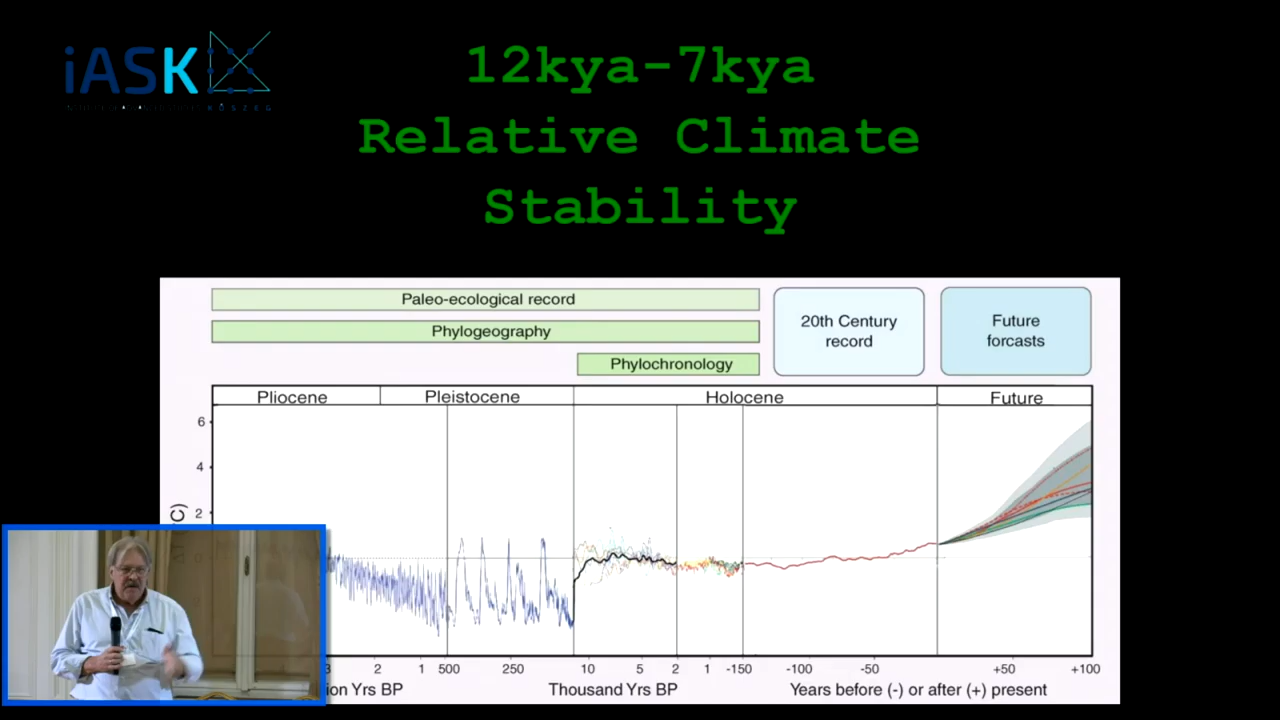 iASK
KŐSZEG
12kya-7kya
Relative Climate
Stability
Paleo-ecological record
Phylogeography
Phylochronology
20th Century
record
Future
forcasts
Pliocene
Pleistocene
Holocene
Future
6
4
2
C)
3 2 1 500 250 10 5 2 1 -150 -100 -50 +50 +100
ion Yrs BP
Thousand Yrs BP
Years before (-) or after (+) present